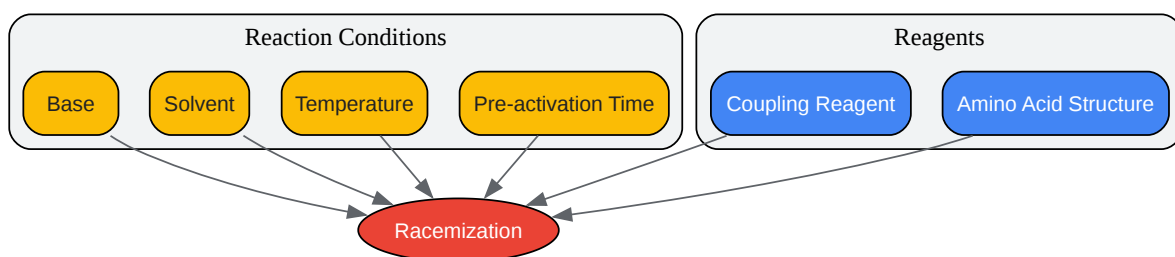 Reaction Conditions
Reagents
Base
Solvent
Temperature
Pre-activation Time
Coupling Reagent
Amino Acid Structure
Racemization